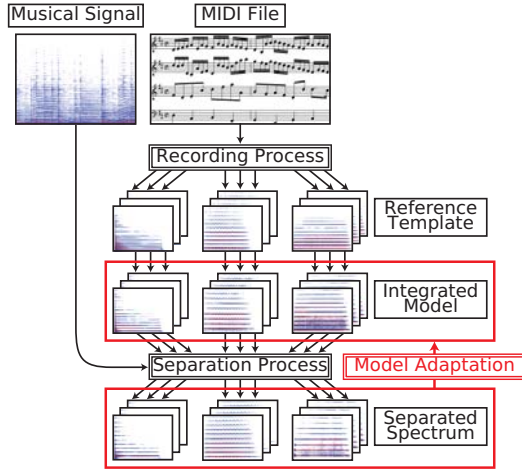 Musical Signal
MIDI File
Recording Process
Reference
Template
Integrated
Model
Separation Process
Model Adaptation
Separated
Spectrum